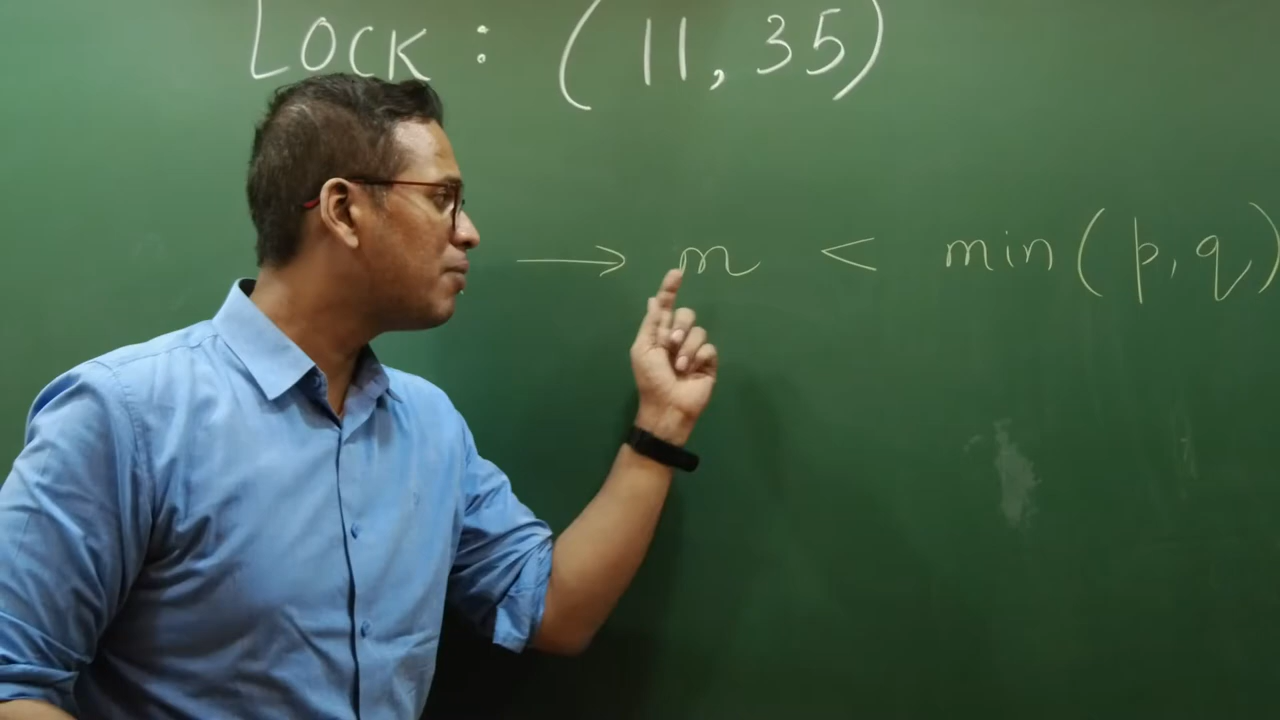 LOCK : (11, 35)
→ m < min(p, q)